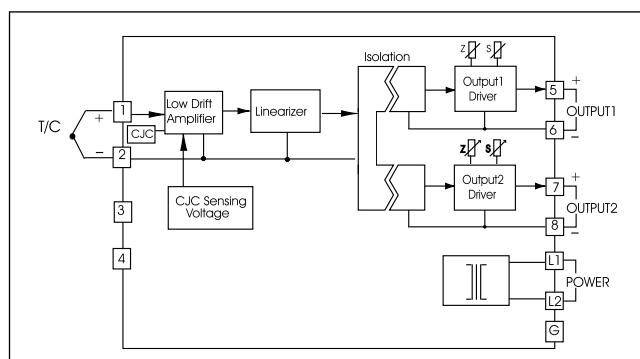 Isolation
Z S
T/C
+
−
1
2
3
4
CJC
Low Drift
Amplifier
Linearizer
CJC Sensing
Voltage
Output1
Driver
5
6
+
OUTPUT1
−
z s
Output2
Driver
7
8
+
OUTPUT2
−
L1
L2
POWER
G